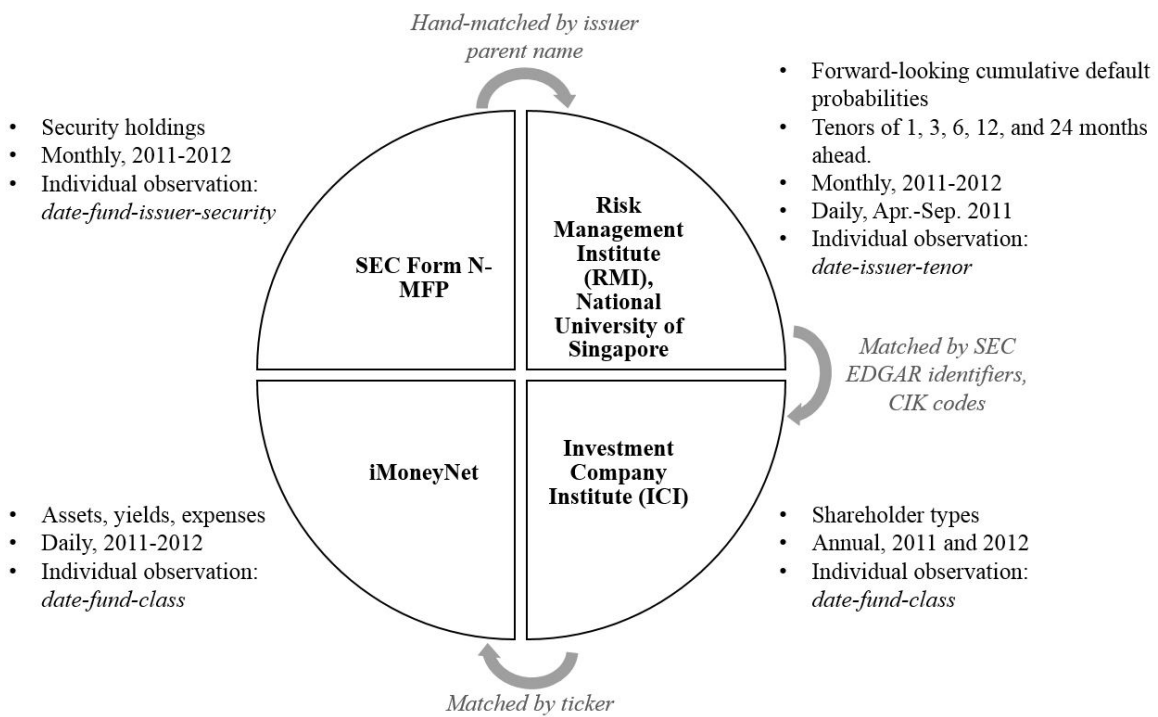 Hand-matched by issuer
parent name
• Security holdings
• Monthly, 2011-2012
• Individual observation:
date-fund-issuer-security
• Forward-looking cumulative default
probabilities
• Tenors of 1, 3, 6, 12, and 24 months
ahead.
• Monthly, 2011-2012
• Daily, Apr.-Sep. 2011
• Individual observation:
date-issuer-tenor
SEC Form N-
MFP
Risk
Management
Institute
(RMI),
National
University of
Singapore
Matched by SEC
EDGAR identifiers,
CIK codes
iMoneyNet
Investment
Company
Institute (ICI)
• Assets, yields, expenses
• Daily, 2011-2012
• Individual observation:
date-fund-class
• Shareholder types
• Annual, 2011 and 2012
• Individual observation:
date-fund-class
Matched by ticker